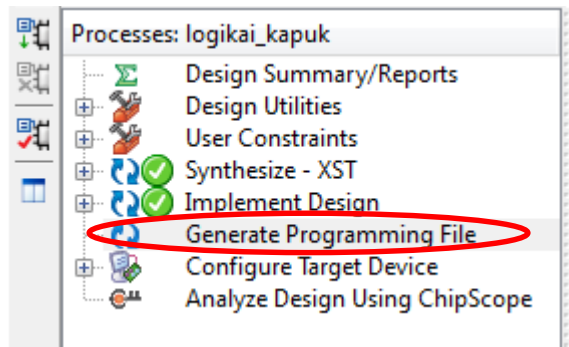 Processes: logikai_kapuk
Design Summary/Reports
Design Utilities
User Constraints
Synthesize - XST
Implement Design
Generate Programming File
Configure Target Device
Analyze Design Using ChipScope